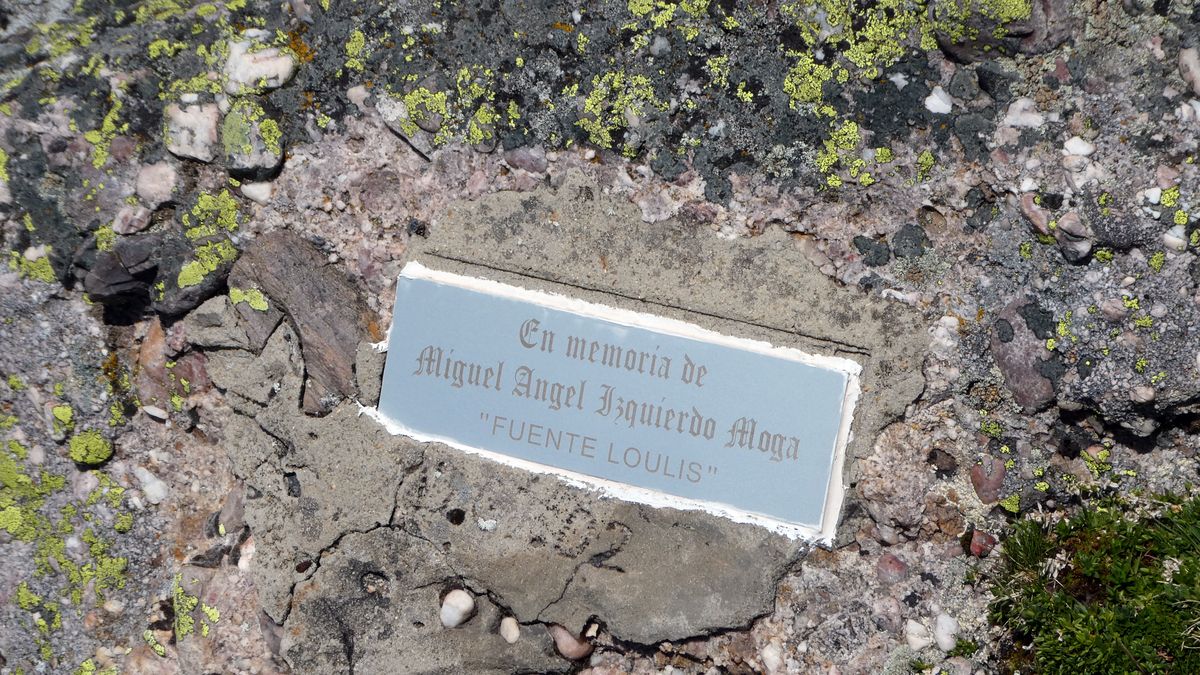 En memoria de
Miguel Angel Izquierdo Moga
"FUENTE LOULIS"